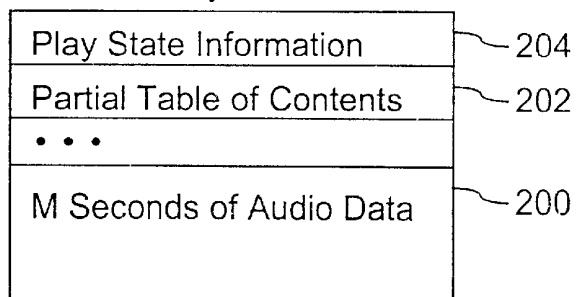 Play State Information 204
Partial Table of Contents 202
• • •
M Seconds of Audio Data 200